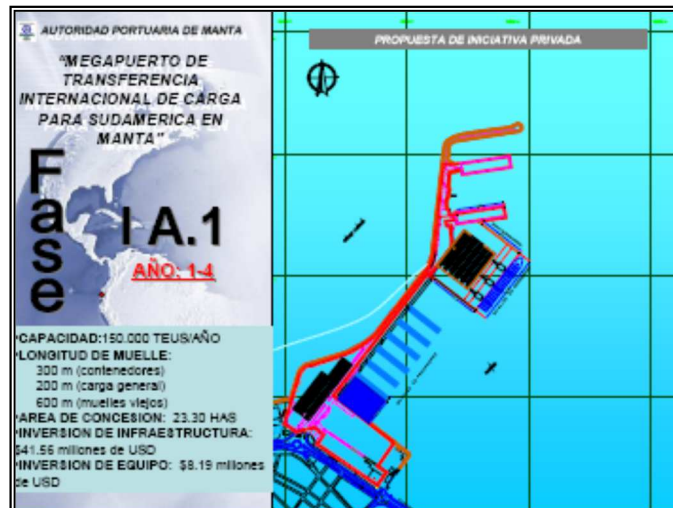 AUTORIDAD PORTUARIA DE MANTA
"MEGAPUERTO DE
TRANSFERENCIA
INTERNACIONAL DE CARGA
PARA SUDAMERICA EN
MANTA"
Fase
I A.1
AÑO: 1-4
*CAPACIDAD:150.000 TEUS/AÑO
*LONGITUD DE MUELLE:
300 m (contenedores)
200 m (carga general)
600 m (muelles viejos)
*AREA DE CONCESION: 23.30 HAS
*INVERSION DE INFRAESTRUCTURA:
$41.56 millones de USD
*INVERSION DE EQUIPO: $8.19 millones
de USD
PROPUESTA DE INICIATIVA PRIVADA